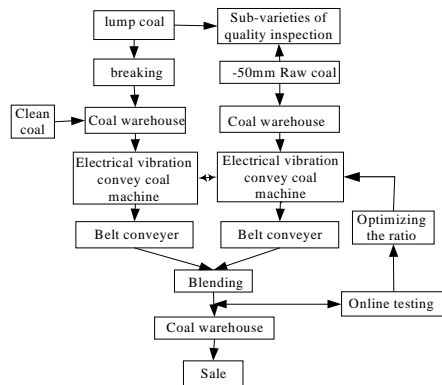 lump coal
Sub-varieties of
quality inspection
breaking
-50mm Raw coal
Clean
coal
Coal warehouse
Coal warehouse
Electrical vibration
convey coal
machine
Electrical vibration
convey coal
machine
Belt conveyer
Belt conveyer
Optimizing
the ratio
Blending
Online testing
Coal warehouse
Sale